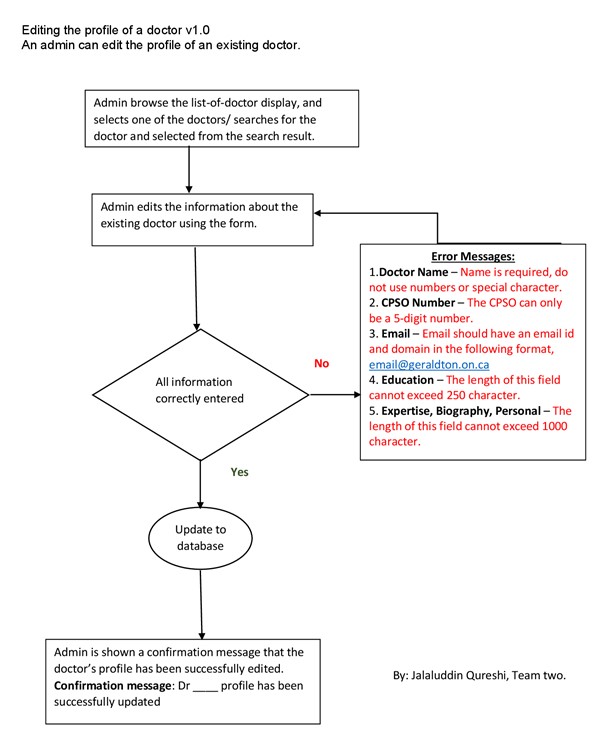 Editing the profile of a doctor v1.0
An admin can edit the profile of an existing doctor.
Admin browse the list-of-doctor display, and
selects one of the doctors/ searches for the
doctor and selected from the search result.
Admin edits the information about the
existing doctor using the form.
Error Messages:
1.Doctor Name – Name is required, do
not use numbers or special character.
2. CPSO Number – The CPSO can only
be a 5-digit number.
3. Email – Email should have an email id
and domain in the following format,
email@geraldton.on.ca
4. Education – The length of this field
cannot exceed 250 character.
5. Expertise, Biography, Personal – The
length of this field cannot exceed 1000
character.
No
All information
correctly entered
Yes
Update to
database
Admin is shown a confirmation message that the
doctor's profile has been successfully edited.
Confirmation message: Dr ____ profile has been
successfully updated
By: Jalaluddin Qureshi, Team two.